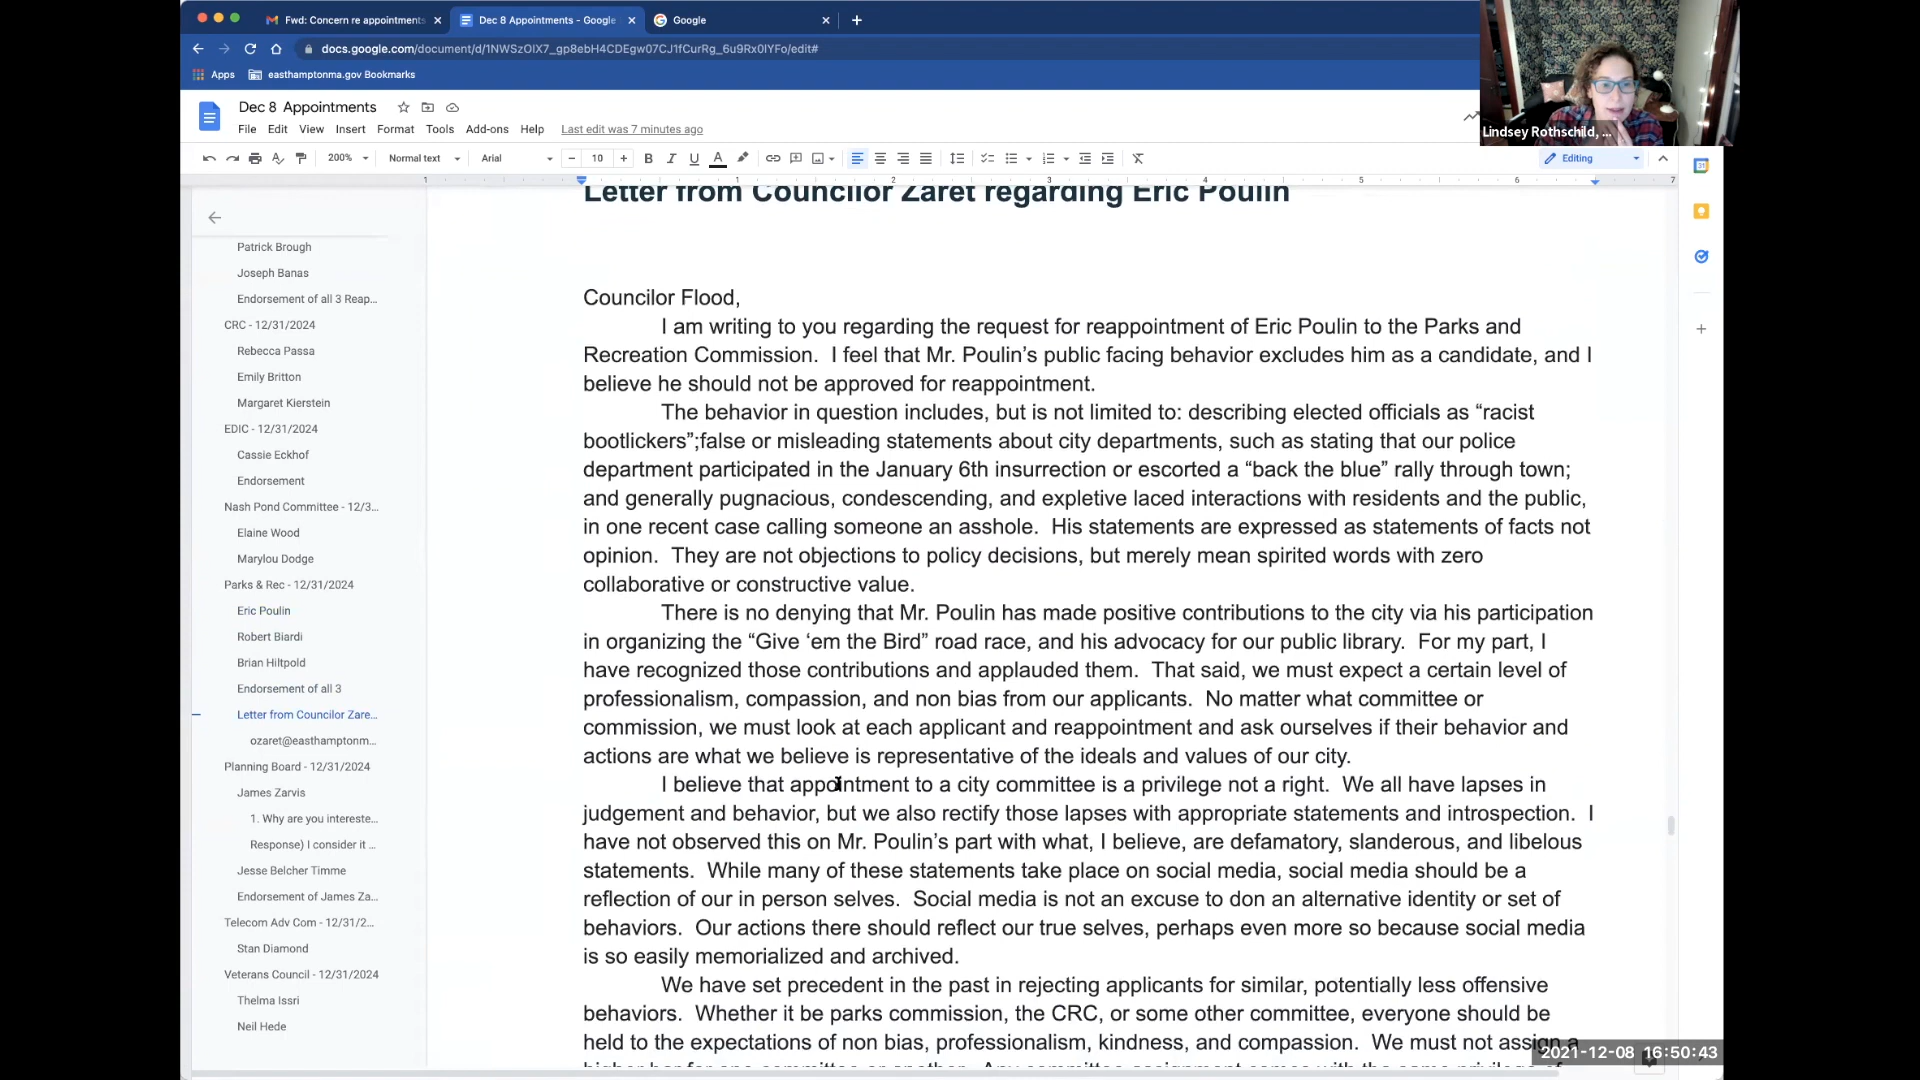 Fwd: Concern re appointments
Dec 8 Appointments - Google
Google
docs.google.com/document/d/1NWSzOIX7_gp8ebH4CDEgw07CJ1fCurRg_6u9Rx0IYFo/edit#
Apps
easthamptonma.gov Bookmarks
Dec 8 Appointments
File Edit View Insert Format Tools Add-ons Help Last edit was 7 minutes ago
Lindsey Rothschild, ...
200% Normal text Arial 10 Editing
1 1 2 3 4 5 6 7
Patrick Brough
Joseph Banas
Endorsement of all 3 Reap...
CRC - 12/31/2024
Rebecca Passa
Emily Britton
Margaret Kierstein
EDIC - 12/31/2024
Cassie Eckhof
Endorsement
Nash Pond Committee - 12/3...
Elaine Wood
Marylou Dodge
Parks & Rec - 12/31/2024
Eric Poulin
Robert Biardi
Brian Hiltpold
Endorsement of all 3
Letter from Councilor Zare...
ozaret@easthamptonm...
Planning Board - 12/31/2024
James Zarvis
1. Why are you intereste...
Response) I consider it ...
Jesse Belcher Timme
Endorsement of James Za...
Telecom Adv Com - 12/31/2...
Stan Diamond
Veterans Council - 12/31/2024
Thelma Issri
Neil Hede
Letter from Councilor Zaret regarding Eric Poulin
Councilor Flood,
I am writing to you regarding the request for reappointment of Eric Poulin to the Parks and
Recreation Commission.  I feel that Mr. Poulin's public facing behavior excludes him as a candidate, and I
believe he should not be approved for reappointment.
The behavior in question includes, but is not limited to: describing elected officials as “racist
bootlickers”;false or misleading statements about city departments, such as stating that our police
department participated in the January 6th insurrection or escorted a “back the blue” rally through town;
and generally pugnacious, condescending, and expletive laced interactions with residents and the public,
in one recent case calling someone an asshole.  His statements are expressed as statements of facts not
opinion.  They are not objections to policy decisions, but merely mean spirited words with zero
collaborative or constructive value.
There is no denying that Mr. Poulin has made positive contributions to the city via his participation
in organizing the “Give ‘em the Bird” road race, and his advocacy for our public library.  For my part, I
have recognized those contributions and applauded them.  That said, we must expect a certain level of
professionalism, compassion, and non bias from our applicants.  No matter what committee or
commission, we must look at each applicant and reappointment and ask ourselves if their behavior and
actions are what we believe is representative of the ideals and values of our city.
I believe that appointment to a city committee is a privilege not a right.  We all have lapses in
judgement and behavior, but we also rectify those lapses with appropriate statements and introspection.  I
have not observed this on Mr. Poulin's part with what, I believe, are defamatory, slanderous, and libelous
statements.  While many of these statements take place on social media, social media should be a
reflection of our in person selves.  Social media is not an excuse to don an alternative identity or set of
behaviors.  Our actions there should reflect our true selves, perhaps even more so because social media
is so easily memorialized and archived.
We have set precedent in the past in rejecting applicants for similar, potentially less offensive
behaviors.  Whether it be parks commission, the CRC, or some other committee, everyone should be
held to the expectations of non bias, professionalism, kindness, and compassion.  We must not assign a
higher bar for one committee or another.  Any committee assignment comes with the same privilege of
2021-12-08 16:50:43